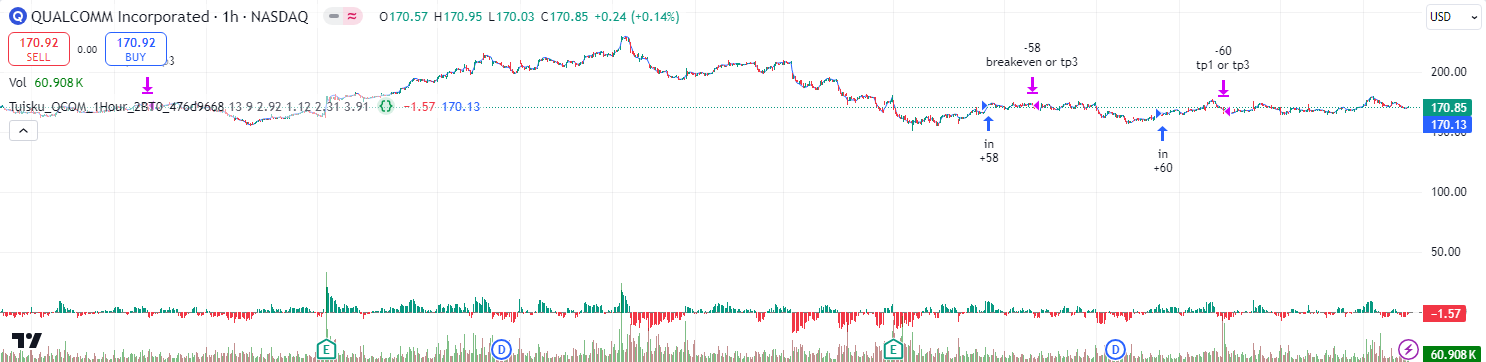 QUALCOMM Incorporated · 1h · NASDAQ O170.57 H170.95 L170.03 C170.85 +0.24 (+0.14%)
USD
170.92 0.00 170.92
SELL BUY
Vol 60.908 K
Tuisku_QCOM_1Hour_2BT0_476d9668 13 9 2.92 1.12 2.31 3.91 −1.57 170.13
-58
breakeven or tp3
-60
tp1 or tp3
in
+58
in
+60
200.00
170.85
170.13
150.00
100.00
50.00
−1.57
60.908 K
E
D
E
D